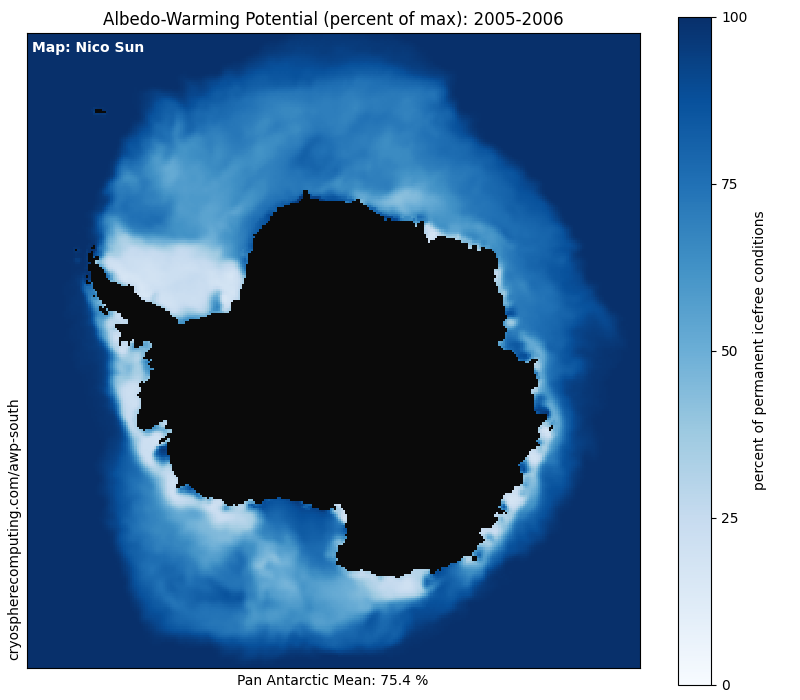 Albedo-Warming Potential (percent of max): 2005-2006
Map: Nico Sun
cryospherecomputing.com/awp-south
Pan Antarctic Mean: 75.4 %
100
75
50
25
0
percent of permanent icefree conditions